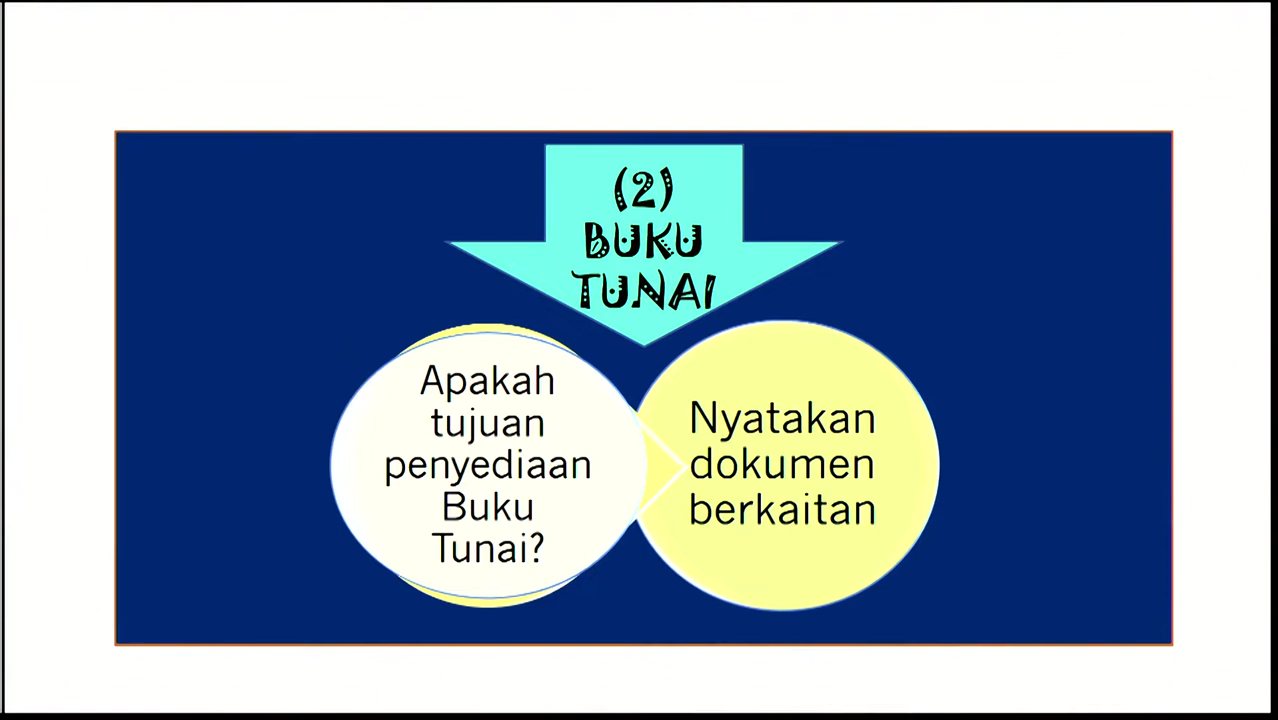 (2)
BUKU
TUNAI
Apakah
tujuan
penyediaan
Buku
Tunai?
Nyatakan
dokumen
berkaitan